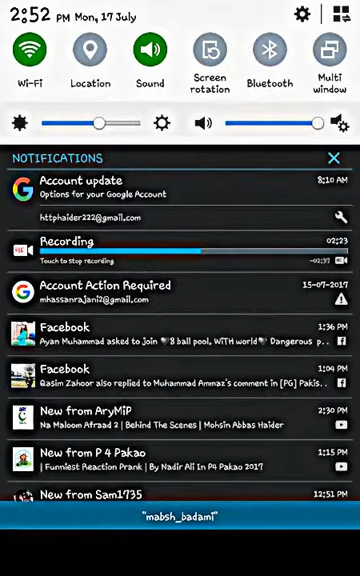 2:52 PM Mon, 17 July
Wi-Fi
Location
Sound
Screen rotation
Bluetooth
Multi window
NOTIFICATIONS
Account update 8:10 AM
Options for your Google Account
httphaider222@gmail.com
REC
Recording 02:23
Touch to stop recording -02:37
Account Action Required 15-07-2017
mkhassanrajani2@gmail.com
Facebook 1:36 PM
Ayan Muhammad asked to join 🖤8 ball pool, WiTH world🖤 Dangerous p..
Facebook 1:04 PM
Qasim Zahoor also replied to Muhammad Ammaz's comment in [PG] Pakis..
New from AryMiP 2:30 PM
Na Maloom Afraad 2 | Behind The Scenes | Mohsin Abbas Haider
New from P 4 Pakao 1:15 PM
| Funniest Reaction Prank | By Nadir Ali In P4 Pakao 2017
New from Sam1735 12:51 PM
"mabsh_badami"